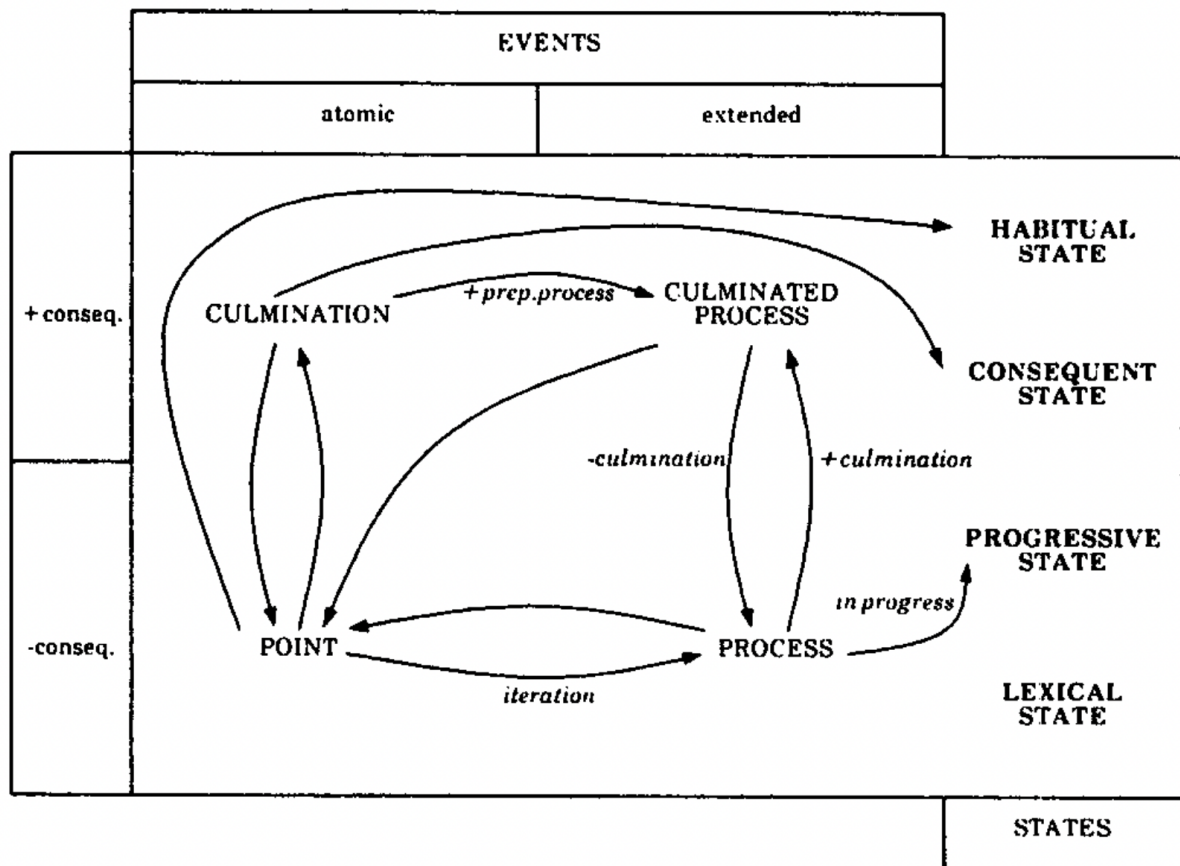 EVENTS
atomic
extended
HABITUAL
STATE
+prep.process
CULMINATED
PROCESS
+conseq.
CULMINATION
CONSEQUENT
STATE
-culmination
+culmination
PROGRESSIVE
STATE
in progress
-conseq.
POINT
PROCESS
iteration
LEXICAL
STATE
STATES